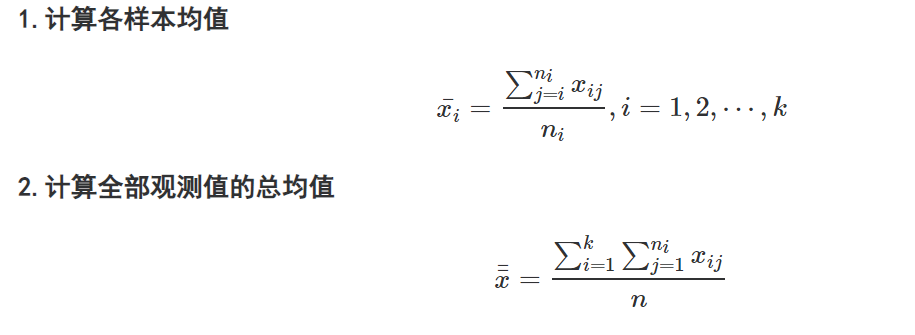 1.计算各样本均值
$\bar{x_i} = \frac{\sum_{j=i}^{n_i} x_{ij}}{n_i}, i = 1, 2, \cdots, k$
2.计算全部观测值的总均值
$\bar{\bar{x}} = \frac{\sum_{i=1}^{k} \sum_{j=1}^{n_i} x_{ij}}{n}$